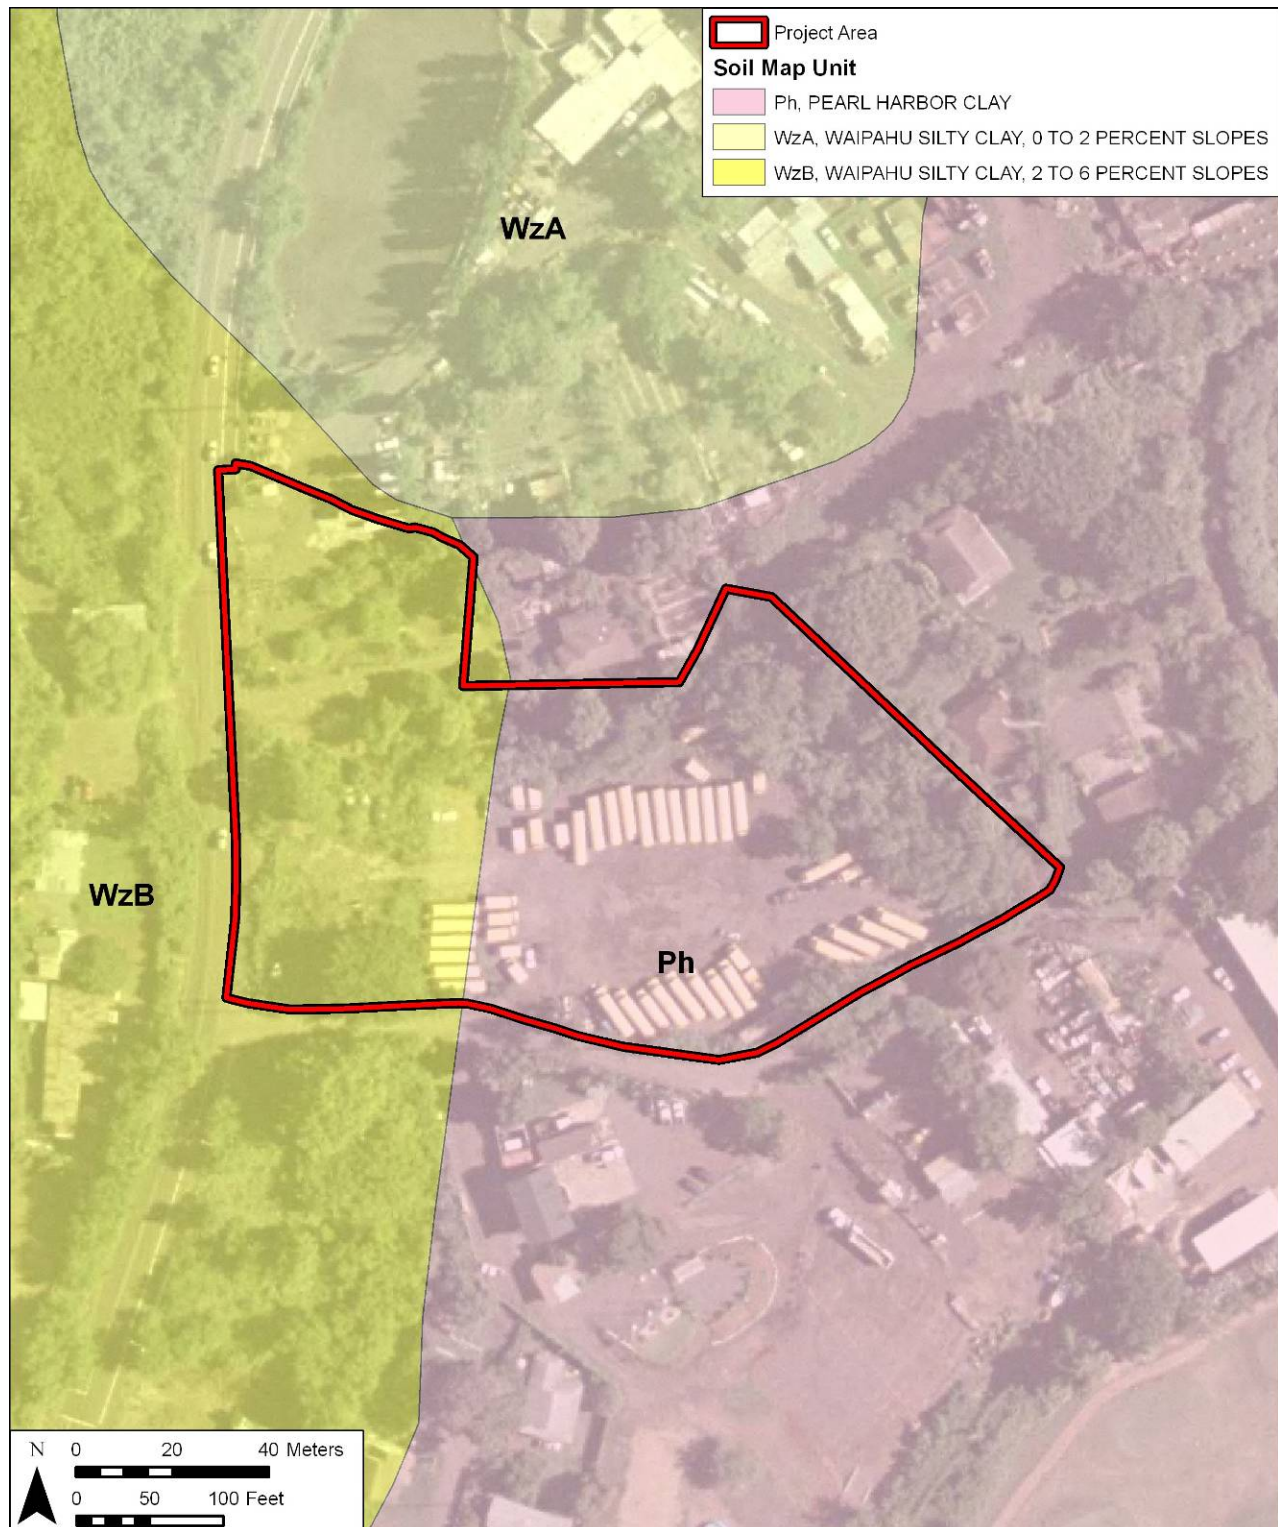 Project Area
Soil Map Unit
Ph, PEARL HARBOR CLAY
WzA, WAIPAHU SILTY CLAY, 0 TO 2 PERCENT SLOPES
WzB, WAIPAHU SILTY CLAY, 2 TO 6 PERCENT SLOPES
WzA
WzB
Ph
N 0 20 40 Meters
0 50 100 Feet